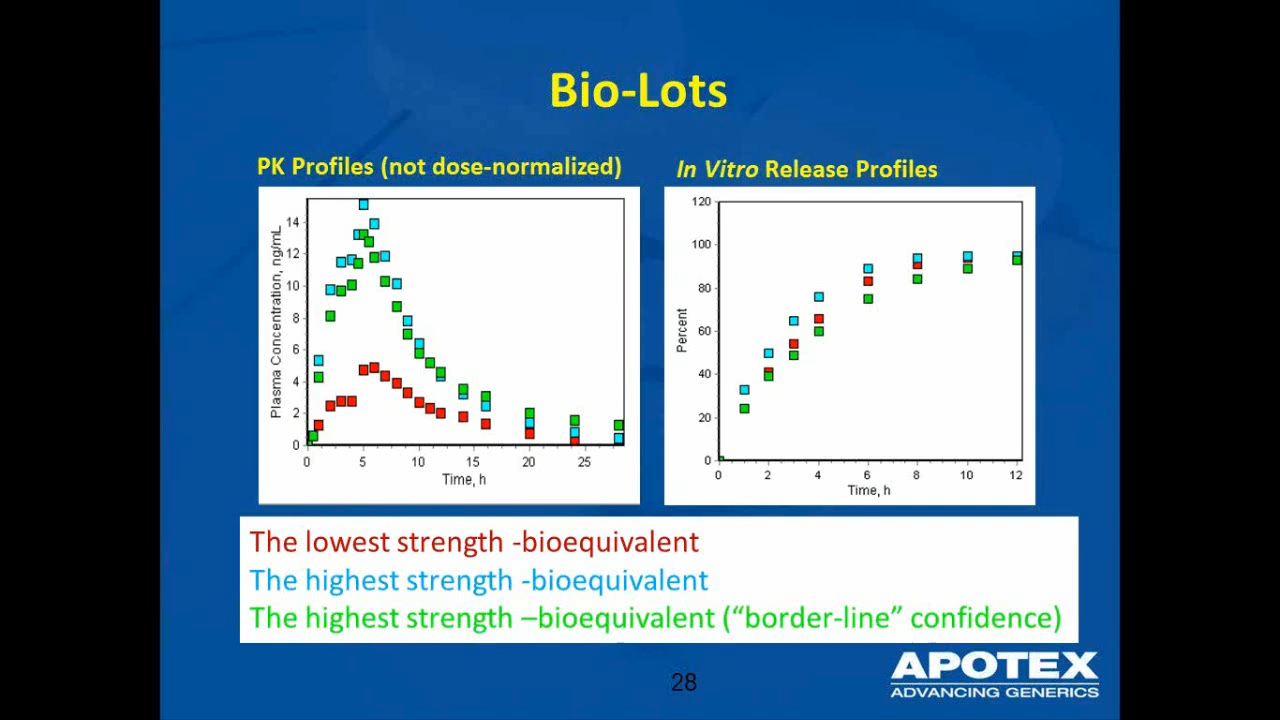 Bio-Lots
PK Profiles (not dose-normalized)
Plasma Concentration, ng/mL
14
12
10
8
6
4
2
0
0 5 10 15 20 25
Time, h
In Vitro Release Profiles
Percent
120
100
80
60
40
20
0
0 2 4 6 8 10 12
Time, h
The lowest strength -bioequivalent
The highest strength -bioequivalent
The highest strength –bioequivalent (“border-line” confidence)
28
APOTEX
ADVANCING GENERICS